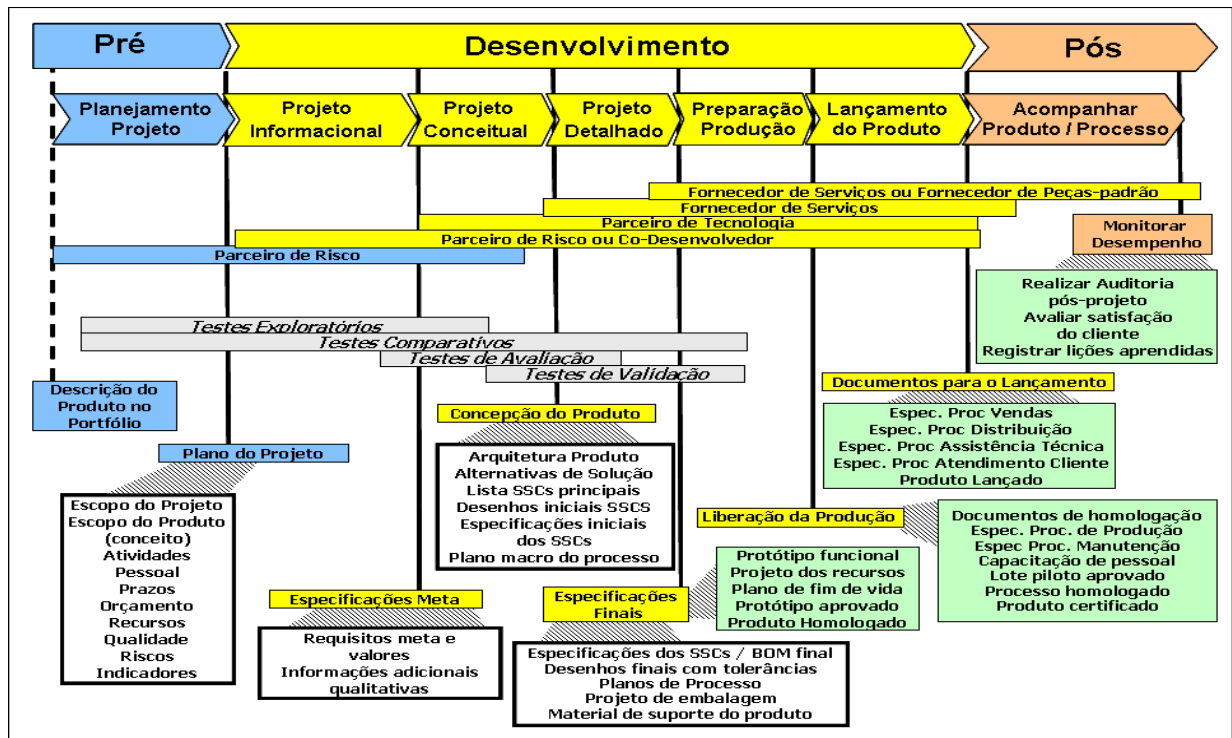 Pré
Desenvolvimento
Pós
Planejamento
Projeto
Projeto
Informacional
Projeto
Conceitual
Projeto
Detalhado
Preparação
Produção
Lançamento
do Produto
Acompanhar
Produto / Processo
Fornecedor de Serviços ou Fornecedor de Peças-padrão
Fornecedor de Serviços
Parceiro de Tecnologia
Parceiro de Risco ou Co-Desenvolvedor
Parceiro de Risco
Monitorar
Desempenho
Realizar Auditoria
pós-projeto
Avaliar satisfação
do cliente
Registrar lições aprendidas
Testes Exploratórios
Testes Comparativos
Testes de Avaliação
Testes de Validação
Descrição do
Produto no
Portfólio
Plano do Projeto
Escopo do Projeto
Escopo do Produto
(conceito)
Atividades
Pessoal
Prazos
Orçamento
Recursos
Qualidade
Riscos
Indicadores
Especificações Meta
Requisitos meta e
valores
Informações adicionais
qualitativas
Concepção do Produto
Arquitetura Produto
Alternativas de Solução
Lista SSCs principais
Desenhos iniciais SSCS
Especificações iniciais
dos SSCs
Plano macro do processo
Especificações
Finais
Protótipo funcional
Projeto dos recursos
Plano de fim de vida
Protótipo aprovado
Produto Homologado
Especificações dos SSCs / BOM final
Desenhos finais com tolerâncias
Planos de Processo
Projeto de embalagem
Material de suporte do produto
Documentos para o Lançamento
Espec. Proc Vendas
Espec. Proc Distribuição
Espec. Proc Assistência Técnica
Espec. Proc Atendimento Cliente
Produto Lançado
Liberação da Produção
Documentos de homologação
Espec. Proc. de Produção
Espec Proc. Manutenção
Capacitação de pessoal
Lote piloto aprovado
Processo homologado
Produto certificado